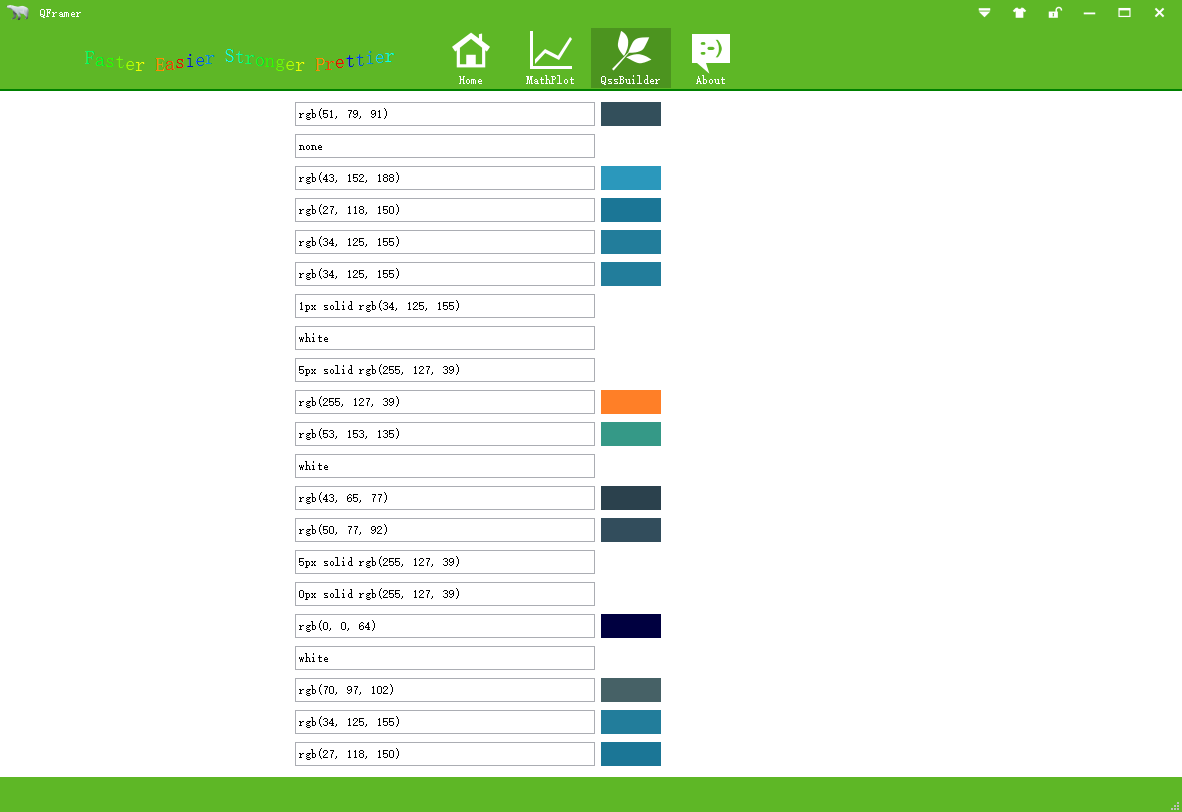 QFramer
Faster Easier Stronger Prettier
Home
MathPlot
QssBuilder
:-)
About
rgb(51, 79, 91)
none
rgb(43, 152, 188)
rgb(27, 118, 150)
rgb(34, 125, 155)
rgb(34, 125, 155)
1px solid rgb(34, 125, 155)
white
5px solid rgb(255, 127, 39)
rgb(255, 127, 39)
rgb(53, 153, 135)
white
rgb(43, 65, 77)
rgb(50, 77, 92)
5px solid rgb(255, 127, 39)
0px solid rgb(255, 127, 39)
rgb(0, 0, 64)
white
rgb(70, 97, 102)
rgb(34, 125, 155)
rgb(27, 118, 150)